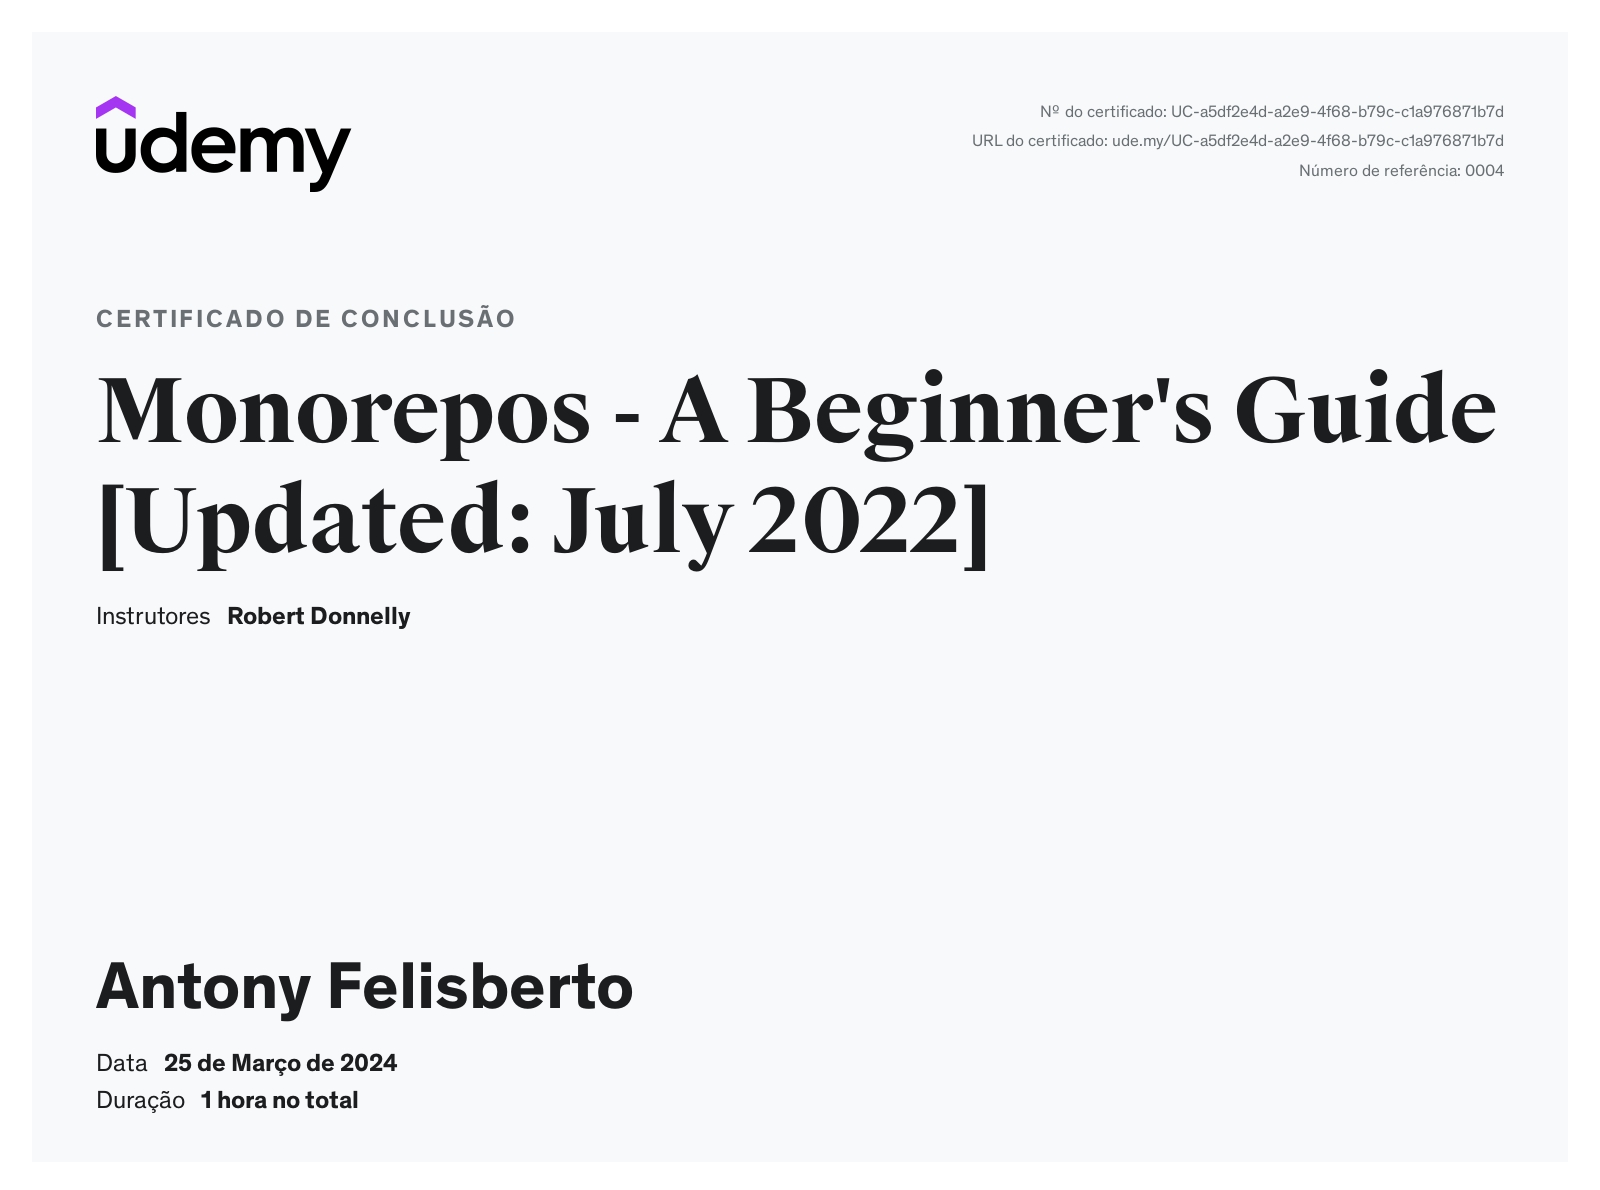 udemy
Nº do certificado: UC-a5df2e4d-a2e9-4f68-b79c-c1a976871b7d
URL do certificado: ude.my/UC-a5df2e4d-a2e9-4f68-b79c-c1a976871b7d
Número de referência: 0004
CERTIFICADO DE CONCLUSÃO
Monorepos - A Beginner's Guide
[Updated: July 2022]
Instrutores Robert Donnelly
Antony Felisberto
Data 25 de Março de 2024
Duração 1 hora no total